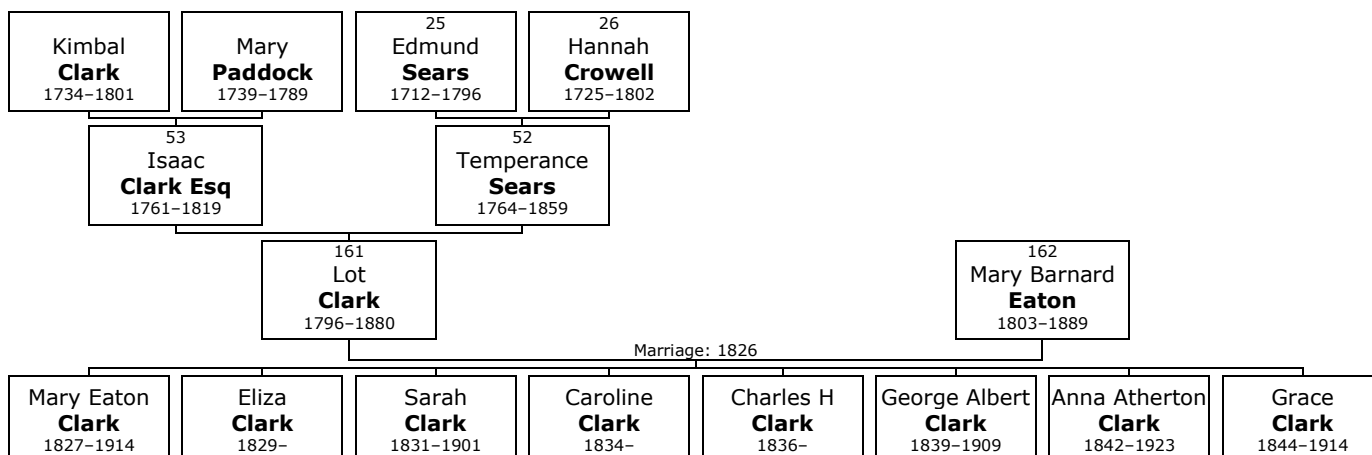 Kimbal
Clark
1734–1801
Mary
Paddock
1739–1789
25
Edmund
Sears
1712–1796
26
Hannah
Crowell
1725–1802
53
Isaac
Clark Esq
1761–1819
52
Temperance
Sears
1764–1859
161
Lot
Clark
1796–1880
162
Mary Barnard
Eaton
1803–1889
Marriage: 1826
Mary Eaton
Clark
1827–1914
Eliza
Clark
1829–
Sarah
Clark
1831–1901
Caroline
Clark
1834–
Charles H
Clark
1836–
George Albert
Clark
1839–1909
Anna Atherton
Clark
1842–1923
Grace
Clark
1844–1914